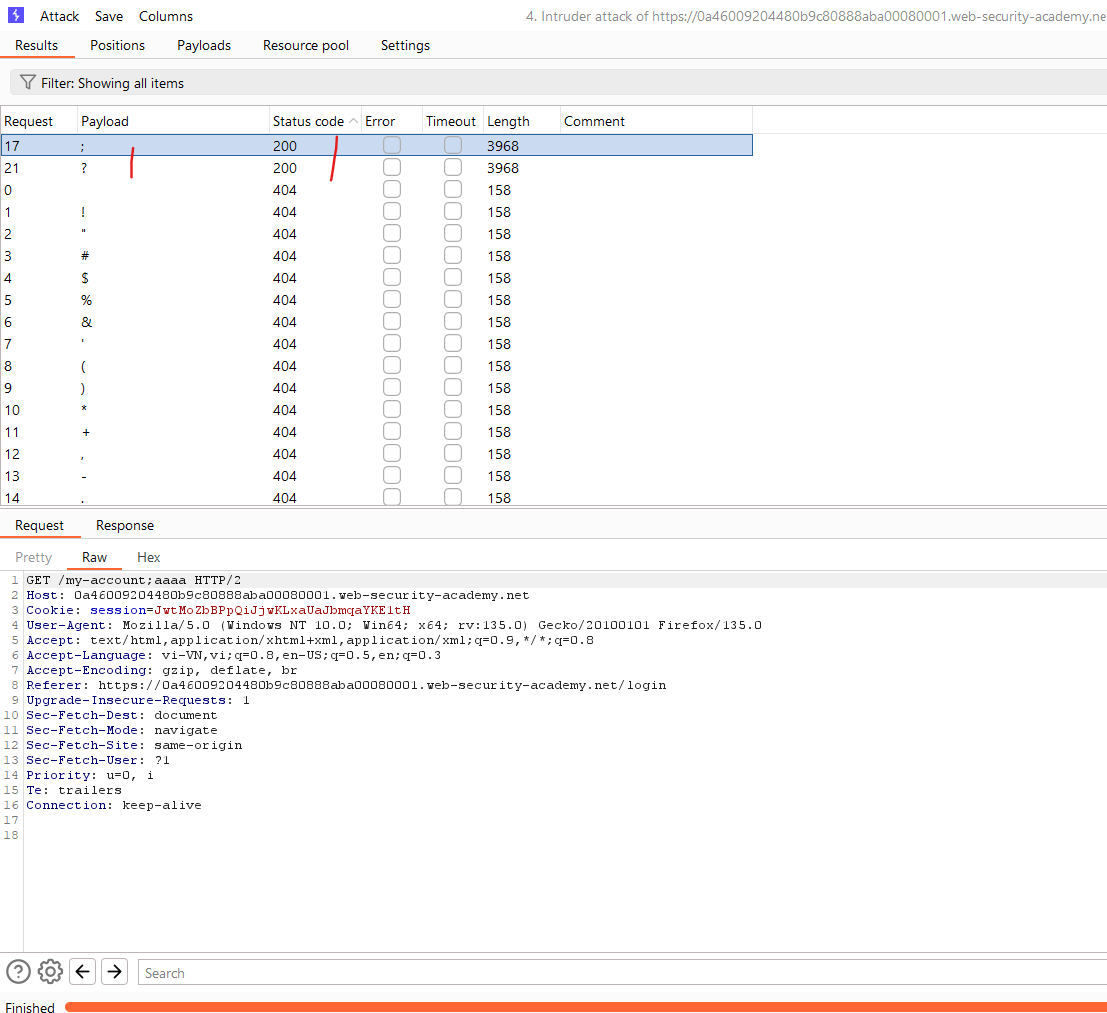 Attack Save Columns 4. Intruder attack of https://0a46009204480b9c80888aba00080001.web-security-academy.ne
Results Positions Payloads Resource pool Settings
Filter: Showing all items
Request Payload Status code Error Timeout Length Comment
17 ; 200 3968
21 ? 200 3968
0 404 158
1 ! 404 158
2 " 404 158
3 # 404 158
4 $ 404 158
5 % 404 158
6 & 404 158
7 ' 404 158
8 ( 404 158
9 ) 404 158
10 * 404 158
11 + 404 158
12 , 404 158
13 - 404 158
14 . 404 158
Request Response
Pretty Raw Hex
1 GET /my-account;aaaa HTTP/2
2 Host: 0a46009204480b9c80888aba00080001.web-security-academy.net
3 Cookie: session=JwtMoZbBPpQiJjwKLxaUaJbmqaYKE1tH
4 User-Agent: Mozilla/5.0 (Windows NT 10.0; Win64; x64; rv:135.0) Gecko/20100101 Firefox/135.0
5 Accept: text/html,application/xhtml+xml,application/xml;q=0.9,*/*;q=0.8
6 Accept-Language: vi-VN,vi;q=0.8,en-US;q=0.5,en;q=0.3
7 Accept-Encoding: gzip, deflate, br
8 Referer: https://0a46009204480b9c80888aba00080001.web-security-academy.net/login
9 Upgrade-Insecure-Requests: 1
10 Sec-Fetch-Dest: document
11 Sec-Fetch-Mode: navigate
12 Sec-Fetch-Site: same-origin
13 Sec-Fetch-User: ?1
14 Priority: u=0, i
15 Te: trailers
16 Connection: keep-alive
17
18
Search
Finished